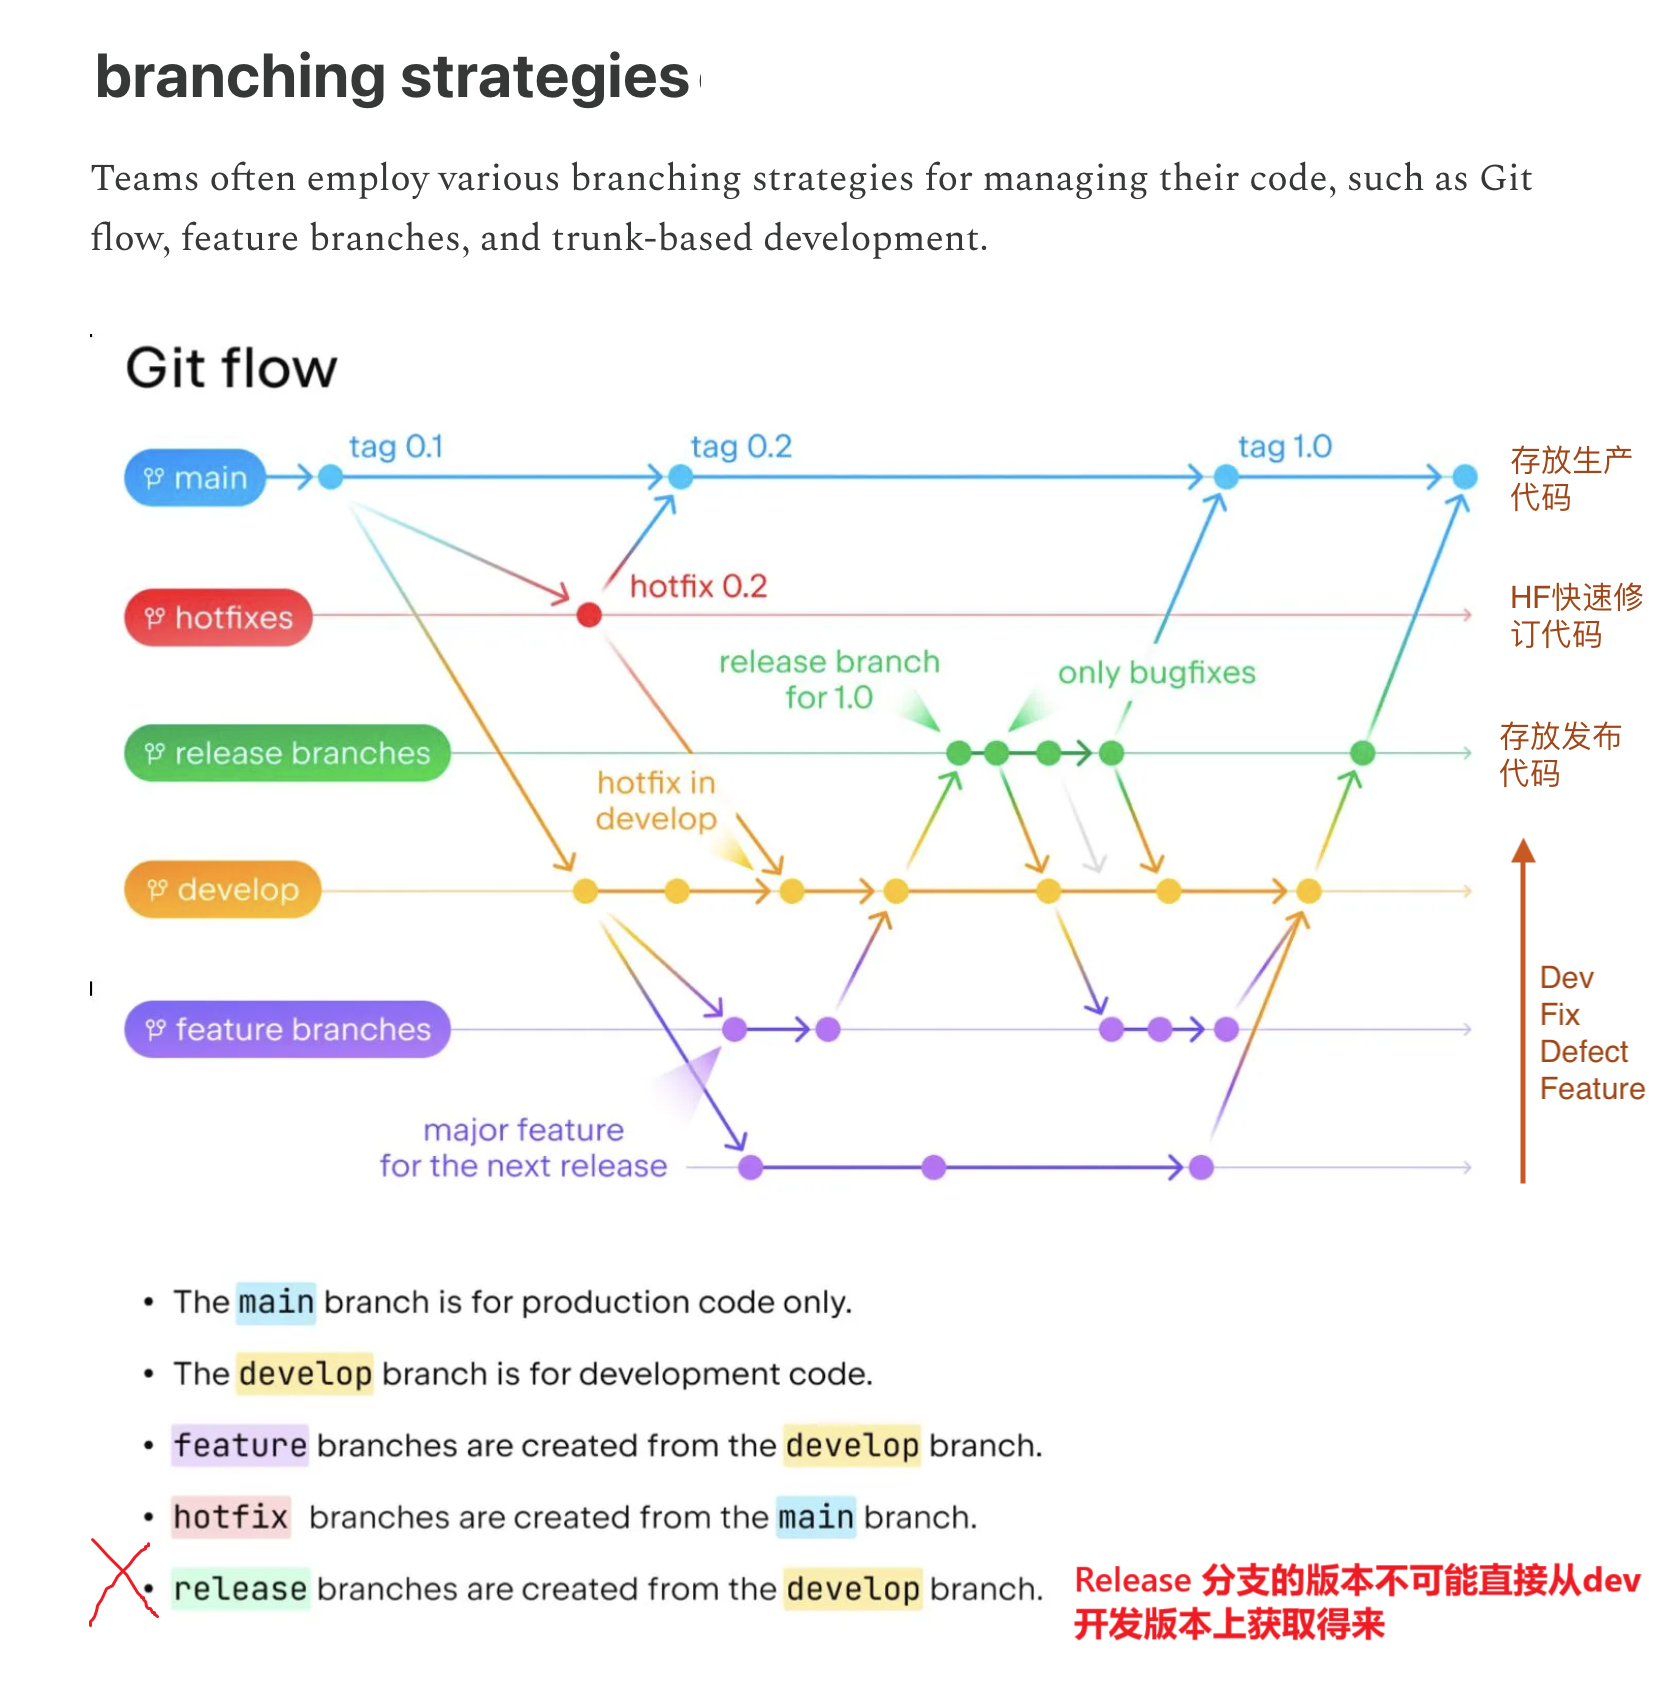 branching strategies
Teams often employ various branching strategies for managing their code, such as Git
flow, feature branches, and trunk-based development.
Git flow
tag 0.1
tag 0.2
tag 1.0
main
存放生产
代码
hotfixes
hotfix 0.2
HF快速修
订代码
release branch
for 1.0
only bugfixes
release branches
存放发布
代码
hotfix in
develop
develop
Dev
Fix
Defect
Feature
feature branches
major feature
for the next release
• The main branch is for production code only.
• The develop branch is for development code.
• feature branches are created from the develop branch.
• hotfix branches are created from the main branch.
• release branches are created from the develop branch.
Release 分支的版本不可能直接从dev
开发版本上获取得来